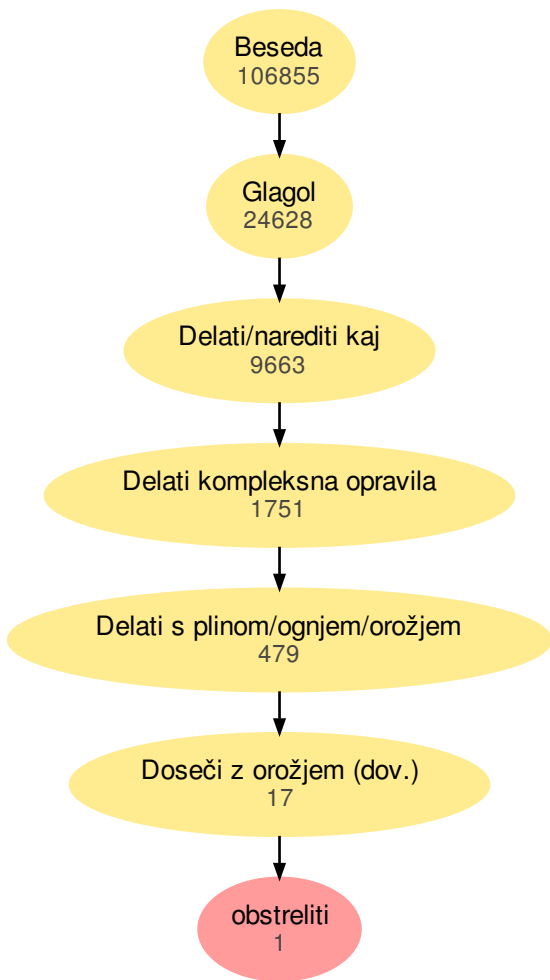 Beseda
106855
Glagol
24628
Delati/narediti kaj
9663
Delati kompleksna opravila
1751
Delati s plinom/ognjem/orožjem
479
Doseči z orožjem (dov.)
17
obstreliti
1